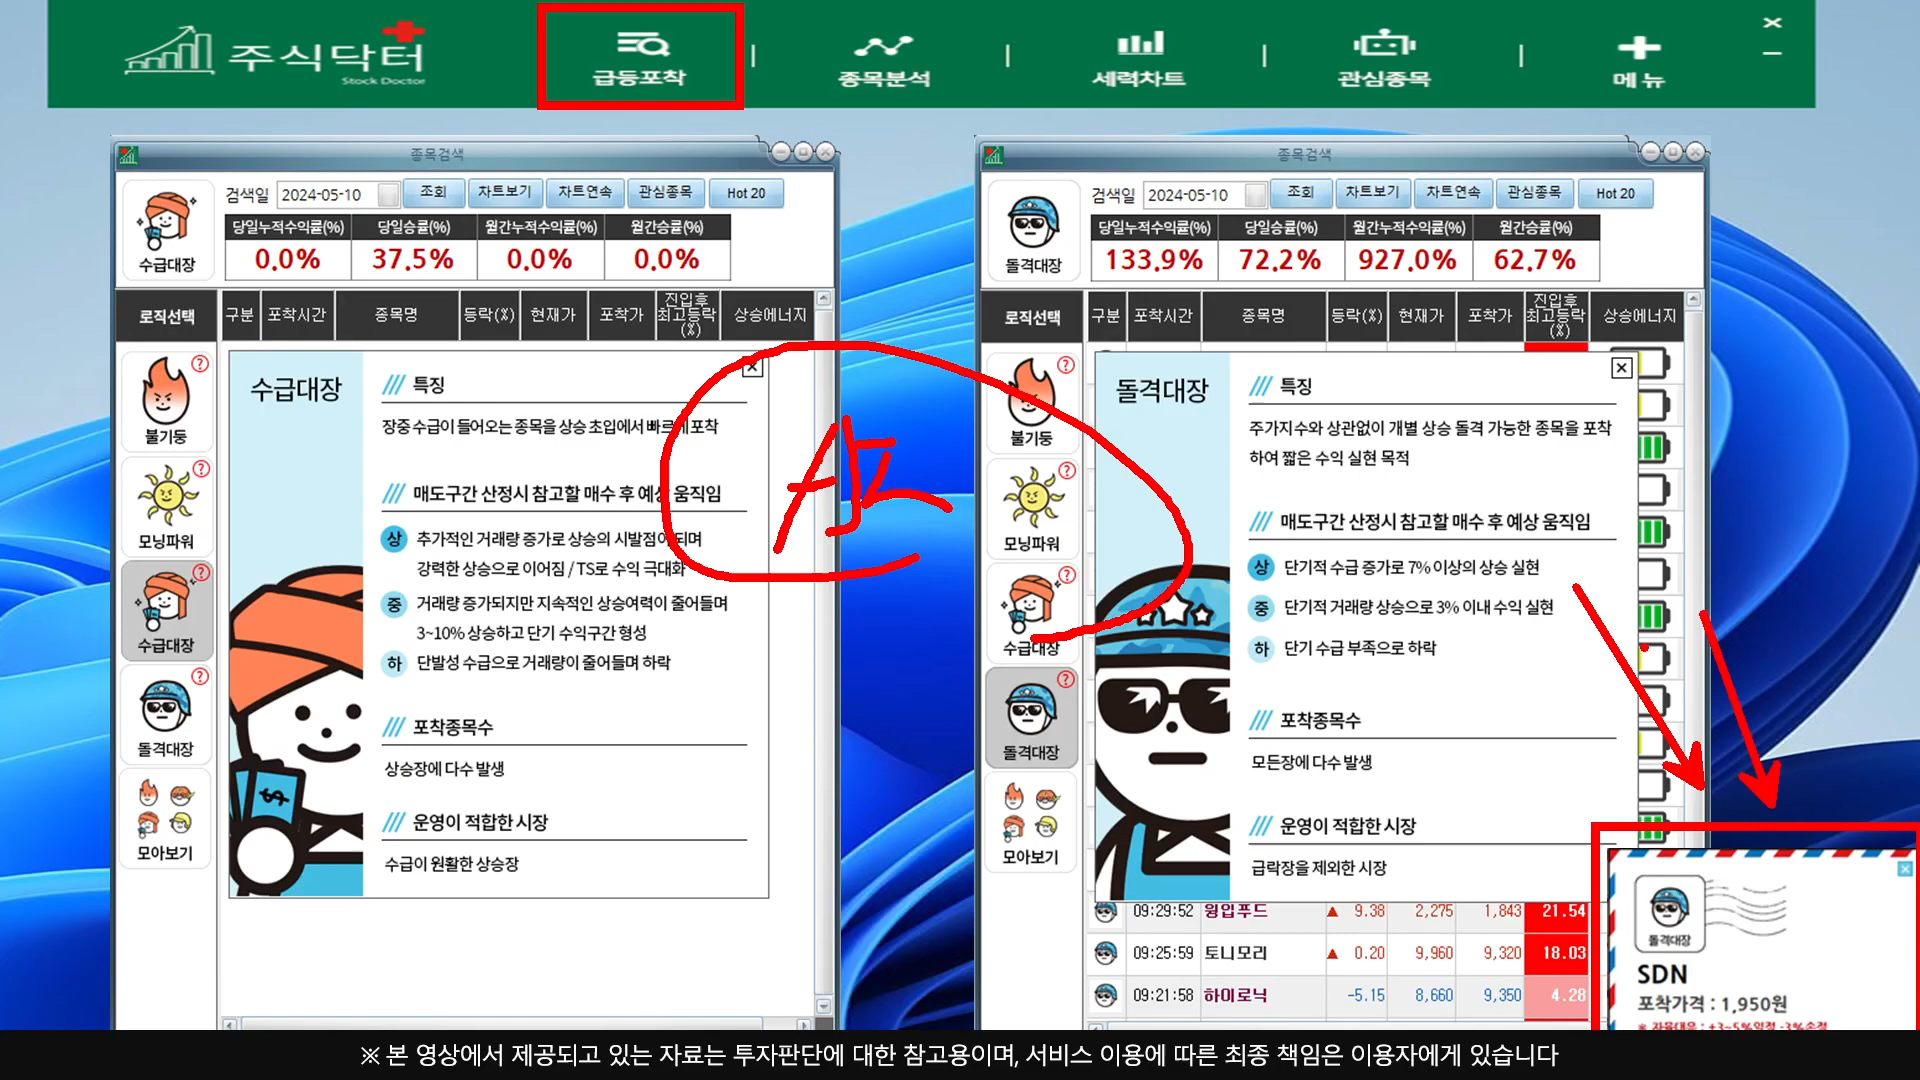 주식닥터
Stock Doctor
급등포착
종목분석
세력차트
관심종목
메뉴
종목검색
수급대장
검색일 2024-05-10 조회 차트보기 차트연속 관심종목 Hot 20
당일누적수익률(%) 당일승률(%) 월간누적수익률(%) 월간승률(%)
0.0% 37.5% 0.0% 0.0%
로직선택 구분 포착시간 종목명 등락(%) 현재가 포착가 진입후 최고등락 (%) 상승에너지
불기둥
모닝파워
수급대장
돌격대장
모아보기
수급대장
/// 특징
장중 수급이 들어오는 종목을 상승 초입에서 빠르게 포착
/// 매도구간 산정시 참고할 매수 후 예상 움직임
상 추가적인 거래량 증가로 상승의 시발점이 되며
강력한 상승으로 이어짐 / TS로 수익 극대화
중 거래량 증가되지만 지속적인 상승여력이 줄어들며
3~10% 상승하고 단기 수익구간 형성
하 단발성 수급으로 거래량이 줄어들며 하락
/// 포착종목수
상승장에 다수 발생
/// 운영이 적합한 시장
수급이 원활한 상승장
종목검색
돌격대장
검색일 2024-05-10 조회 차트보기 차트연속 관심종목 Hot 20
당일누적수익률(%) 당일승률(%) 월간누적수익률(%) 월간승률(%)
133.9% 72.2% 927.0% 62.7%
로직선택 구분 포착시간 종목명 등락(%) 현재가 포착가 진입후 최고등락 (%) 상승에너지
불기둥
모닝파워
수급대장
돌격대장
모아보기
돌격대장
/// 특징
주가지수와 상관없이 개별 상승 돌격 가능한 종목을 포착
하여 짧은 수익 실현 목적
/// 매도구간 산정시 참고할 매수 후 예상 움직임
상 단기적 수급 증가로 7% 이상의 상승 실현
중 단기적 거래량 상승으로 3% 이내 수익 실현
하 단기 수급 부족으로 하락
/// 포착종목수
모든장에 다수 발생
/// 운영이 적합한 시장
급락장을 제외한 시장
09:29:52 윙입푸드 ▲ 9.38 2,275 1,843 21.54
09:25:59 토니모리 ▲ 0.20 9,960 9,320 18.03
09:21:58 하이로닉 -5.15 8,660 9,350 4.28
돌격대장
SDN
포착가격 : 1,950원
※ 본 영상에서 제공되고 있는 자료는 투자판단에 대한 참고용이며, 서비스 이용에 따른 최종 책임은 이용자에게 있습니다